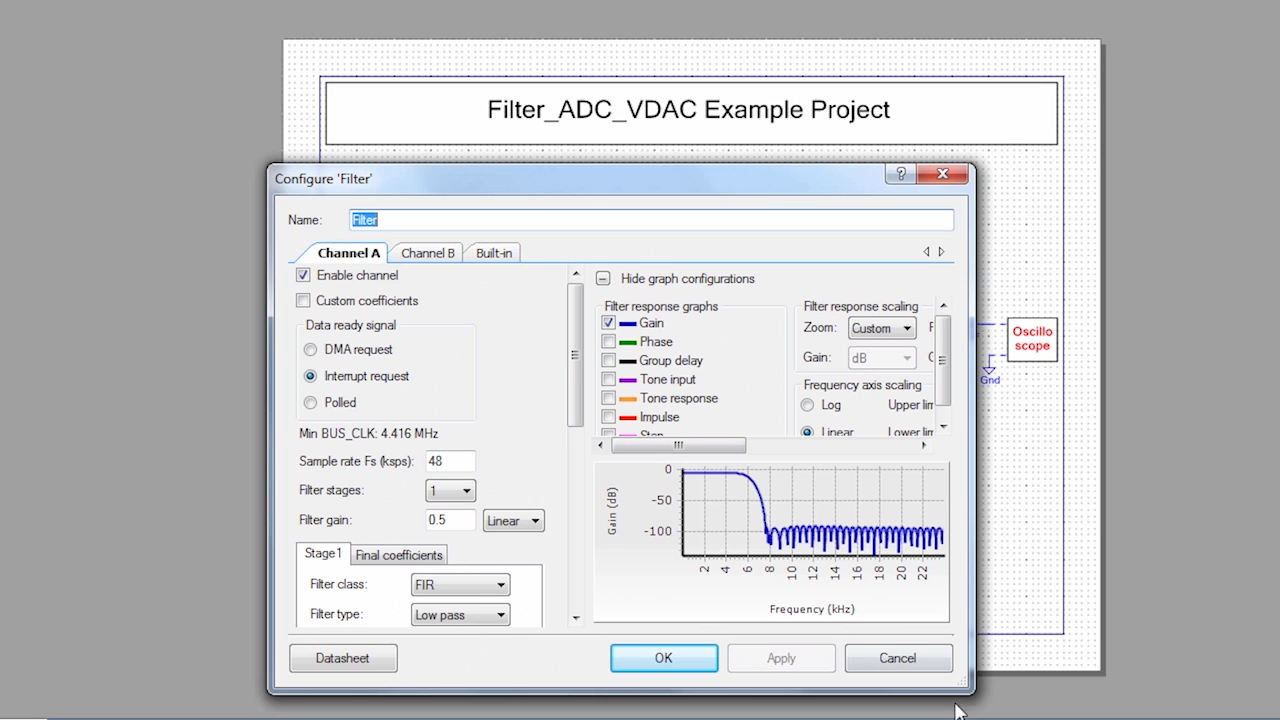 Filter_ADC_VDAC Example Project
Configure 'Filter'
?
Name: Filter
Channel A Channel B Built-in
Enable channel
Custom coefficients
Data ready signal
DMA request
Interrupt request
Polled
Min BUS_CLK: 4.416 MHz
Sample rate Fs (ksps): 48
Filter stages: 1
Filter gain: 0.5 Linear
Stage1 Final coefficients
Filter class: FIR
Filter type: Low pass
Hide graph configurations
Filter response graphs
Gain
Phase
Group delay
Tone input
Tone response
Impulse
Step
Filter response scaling
Zoom: Custom
Gain: dB
Frequency axis scaling
Log Upper lim
Linear Lower lim
Gain (dB)
0
-50
-100
2 4 6 8 10 12 14 16 18 20 22
Frequency (kHz)
Datasheet OK Apply Cancel
Oscillo
scope
Gnd